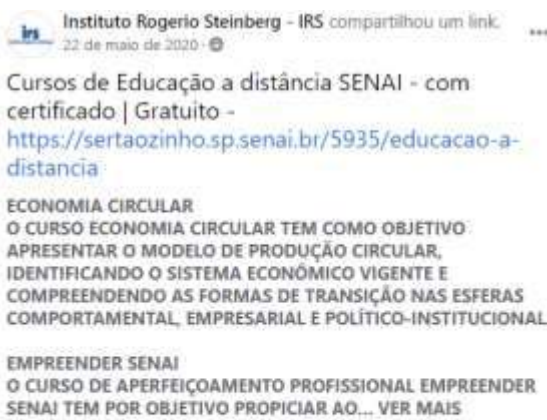 irs
Instituto Rogerio Steinberg - IRS compartilhou um link.
22 de maio de 2020 ·
Cursos de Educação a distância SENAI - com
certificado | Gratuito -
https://sertaozinho.sp.senai.br/5935/educacao-a-
distancia
ECONOMIA CIRCULAR
O CURSO ECONOMIA CIRCULAR TEM COMO OBJETIVO
APRESENTAR O MODELO DE PRODUÇÃO CIRCULAR,
IDENTIFICANDO O SISTEMA ECONÔMICO VIGENTE E
COMPREENDENDO AS FORMAS DE TRANSIÇÃO NAS ESFERAS
COMPORTAMENTAL, EMPRESARIAL E POLÍTICO-INSTITUCIONAL
EMPREENDER SENAI
O CURSO DE APERFEIÇOAMENTO PROFISSIONAL EMPREENDER
SENAI TEM POR OBJETIVO PROPICIAR AO... VER MAIS